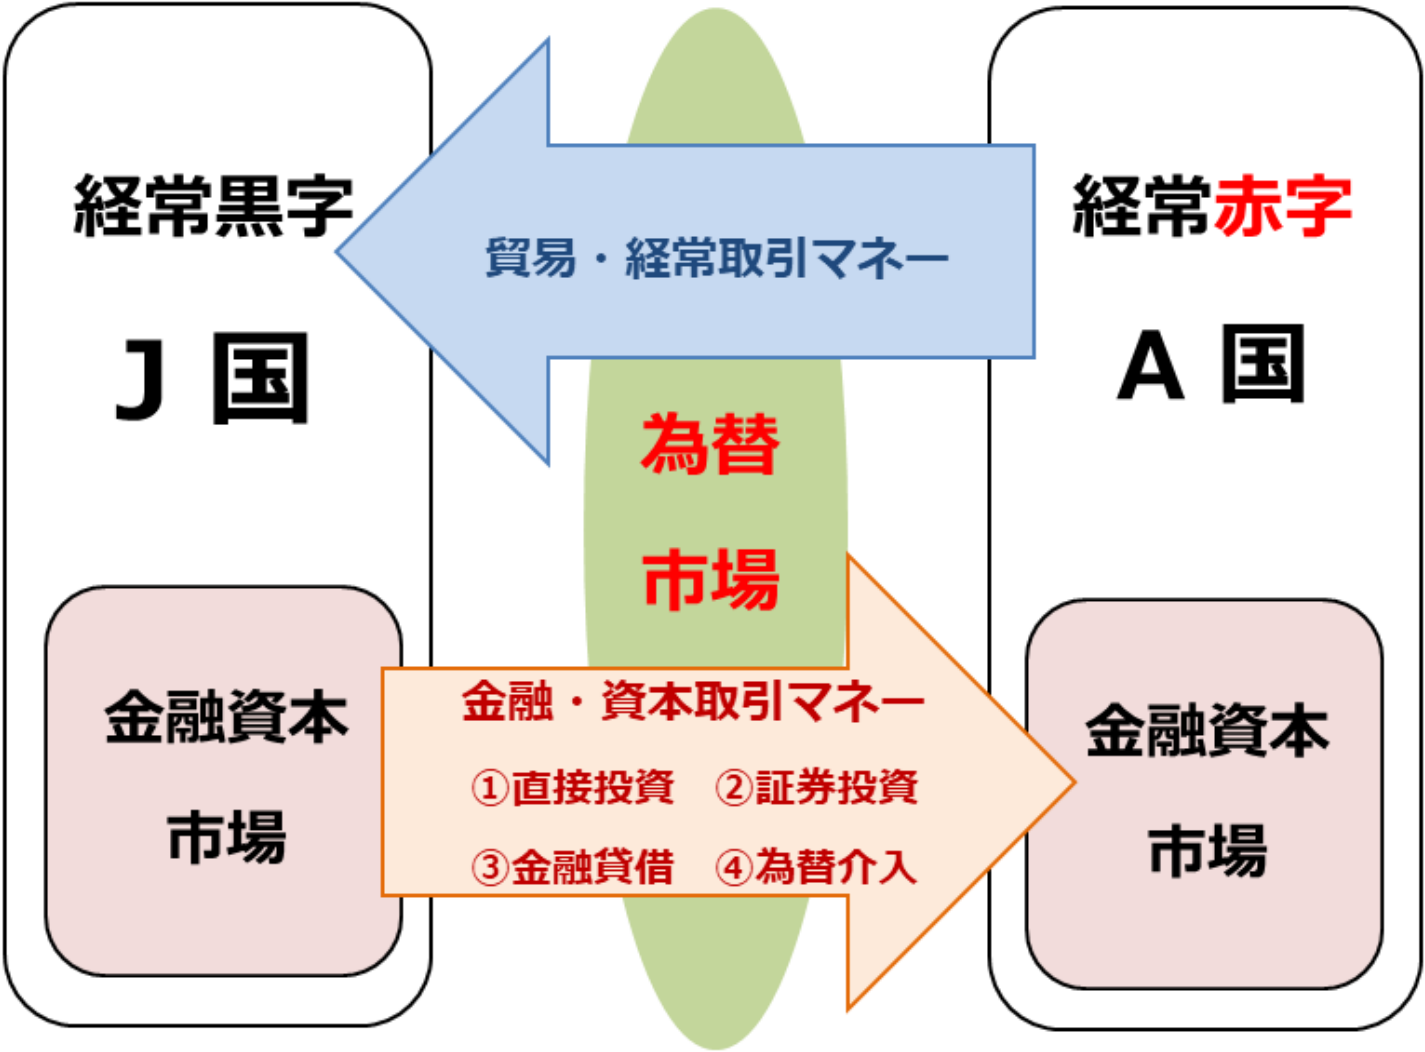 経常黒字
J 国
金融資本
市場
貿易・経常取引マネー
為替
市場
金融・資本取引マネー
①直接投資　②証券投資
③金融貸借　④為替介入
経常赤字
A 国
金融資本
市場